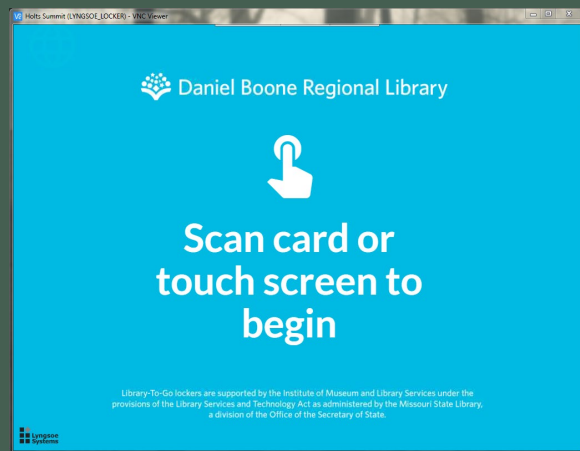 Holts Summit (LYNGSOE_LOCKER) - VNC Viewer
Daniel Boone Regional Library
Scan card or
touch screen to
begin
Library-To-Go lockers are supported by the Institute of Museum and Library Services under the
provisions of the Library Services and Technology Act as administered by the Missouri State Library,
a division of the Office of the Secretary of State.
Lyngsoe
Systems